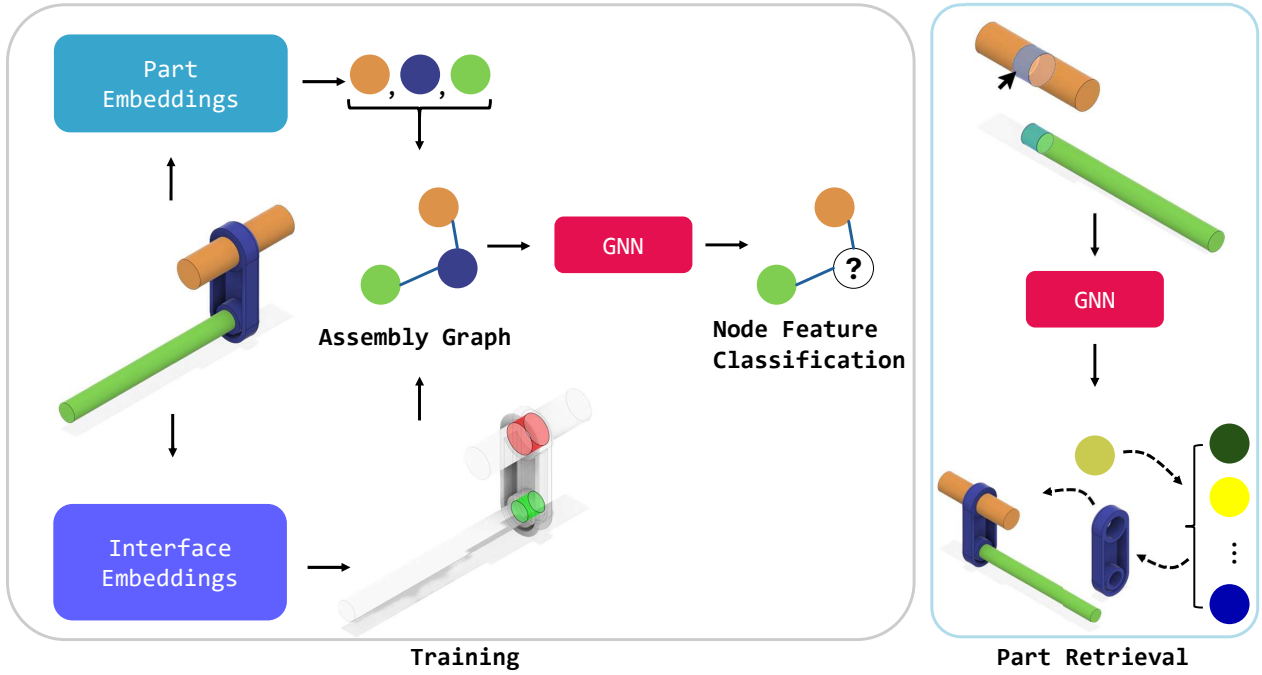 Part
Embeddings
, ,
GNN
?
Assembly Graph
Node Feature
Classification
Interface
Embeddings
Training
GNN
⋮
Part Retrieval